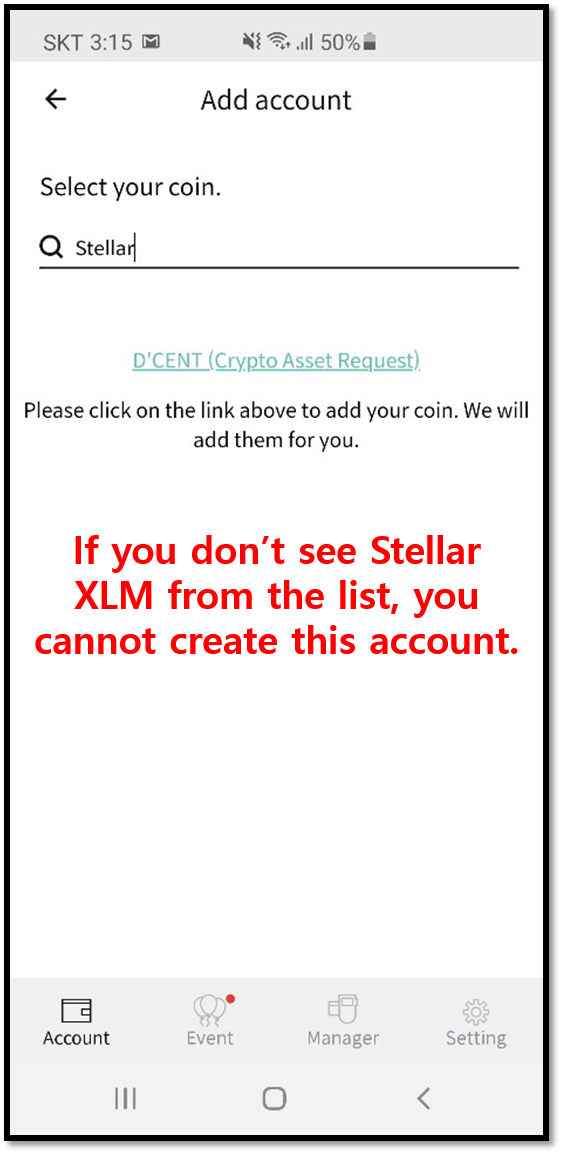 SKT 3:15 50%
Add account
Select your coin.
Stellar
D'CENT (Crypto Asset Request)
Please click on the link above to add your coin. We will
add them for you.
If you don’t see Stellar
XLM from the list, you
cannot create this account.
Account Event Manager Setting